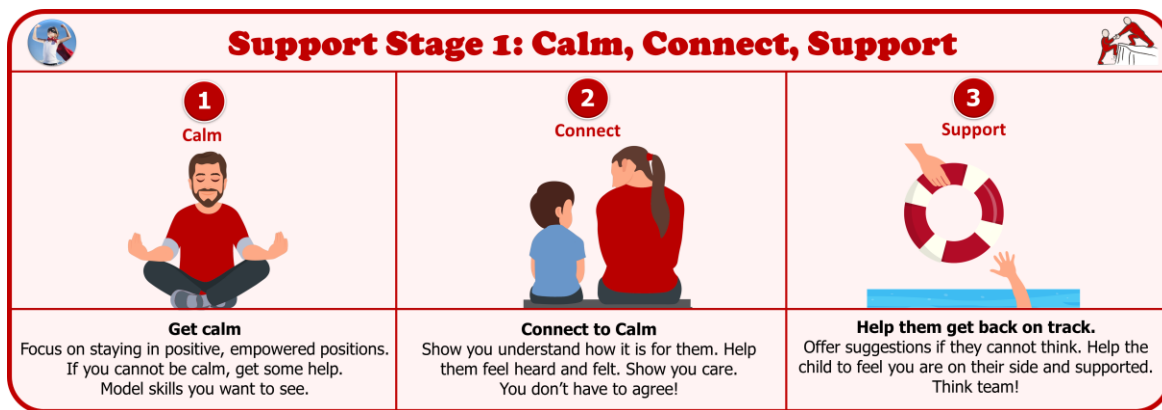 Support Stage 1: Calm, Connect, Support
1
Calm
Get calm
Focus on staying in positive, empowered positions.
If you cannot be calm, get some help.
Model skills you want to see.
2
Connect
Connect to Calm
Show you understand how it is for them. Help
them feel heard and felt. Show you care.
You don’t have to agree!
3
Support
Help them get back on track.
Offer suggestions if they cannot think. Help the
child to feel you are on their side and supported.
Think team!